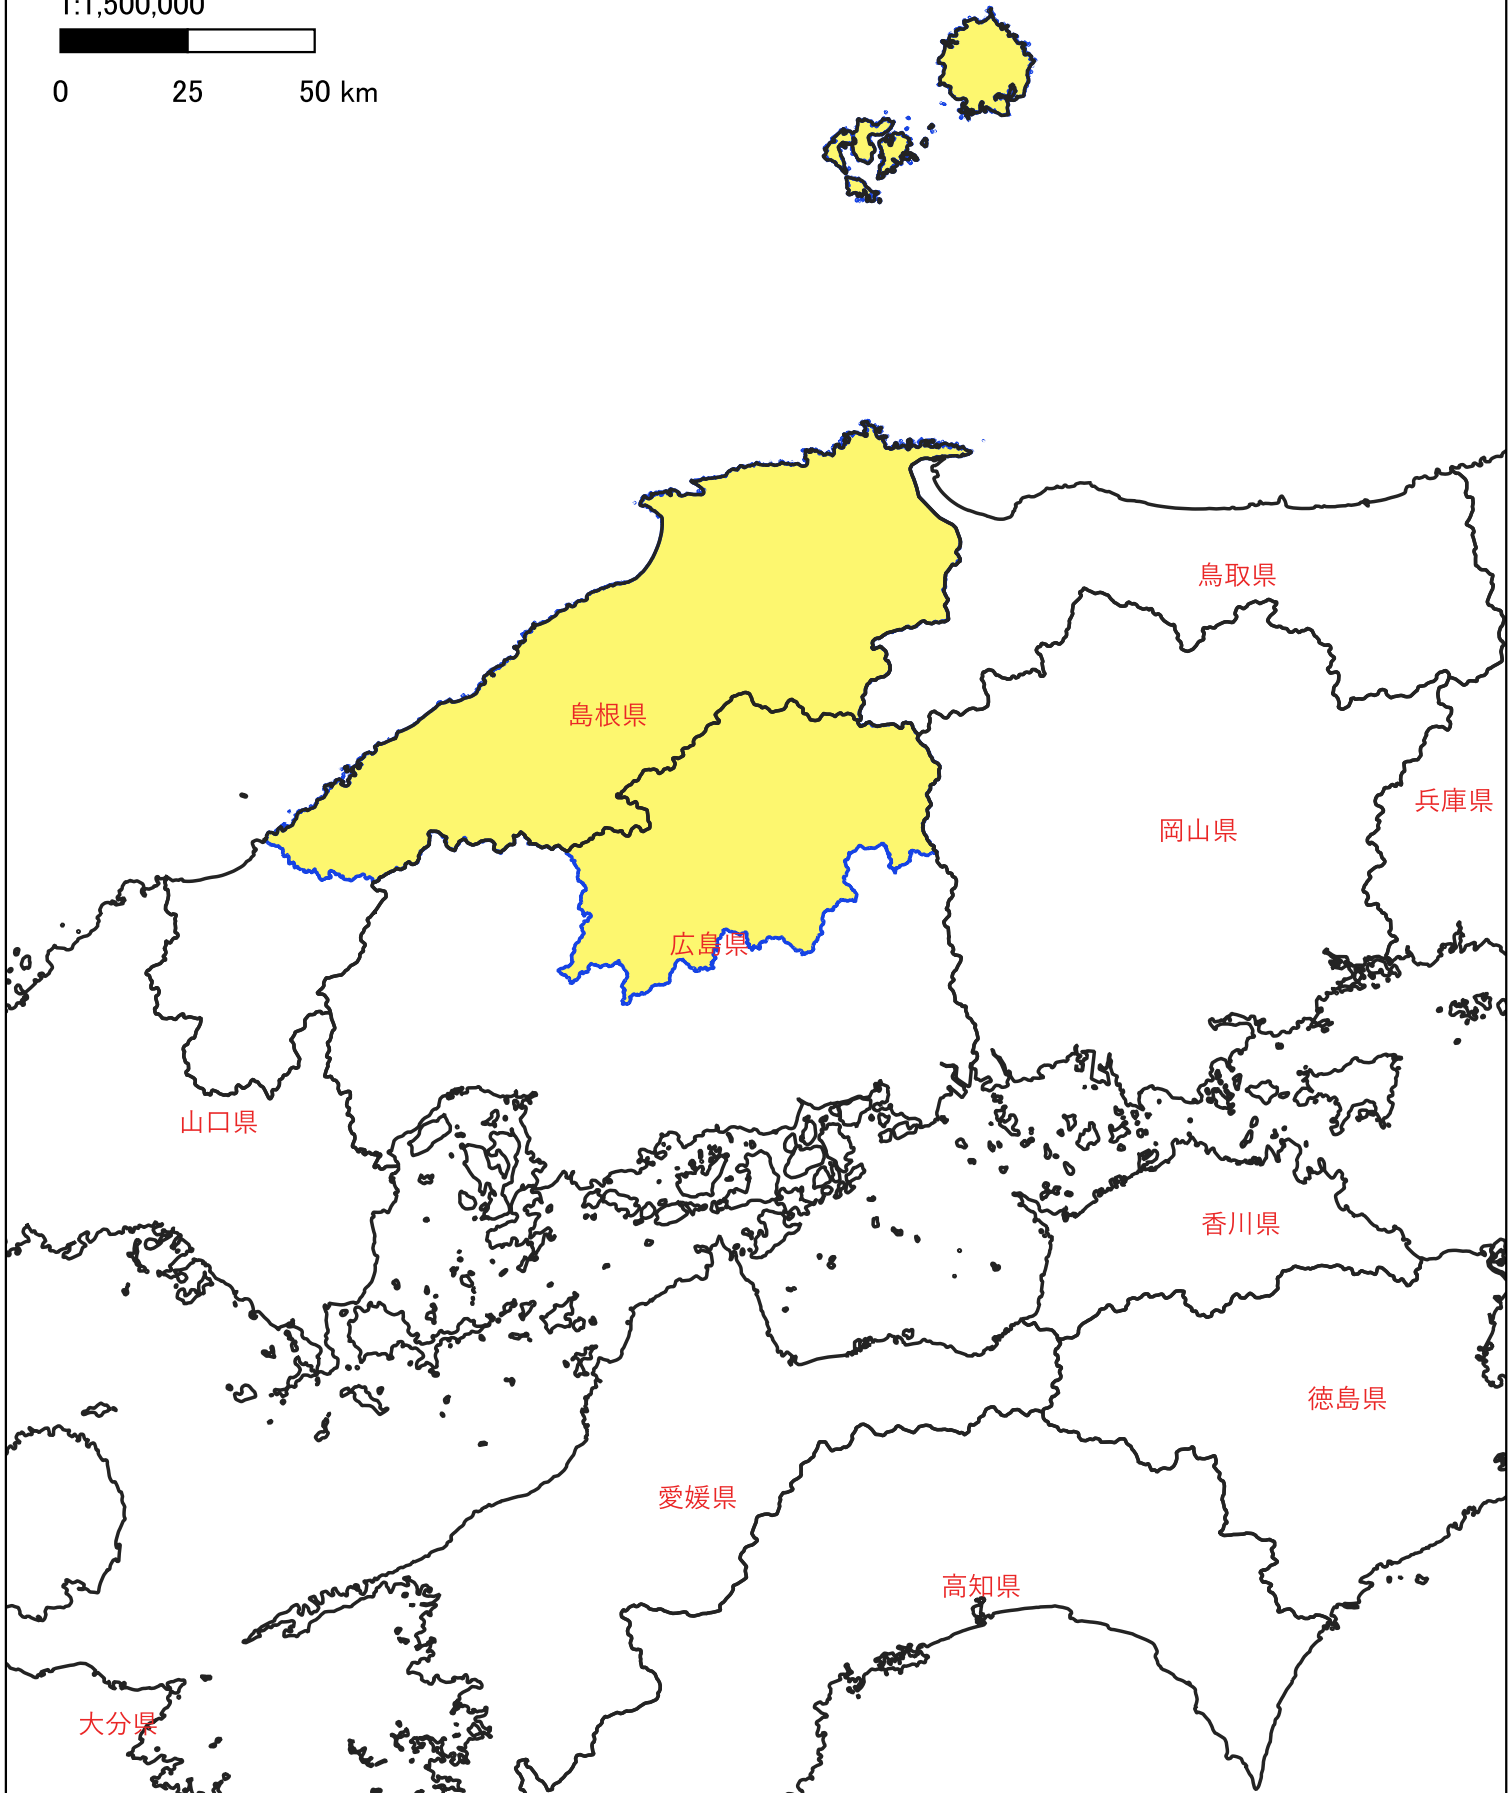 1:1,500,000
0 25 50 km
鳥取県
島根県
兵庫県
岡山県
広島県
山口県
香川県
徳島県
愛媛県
高知県
大分県